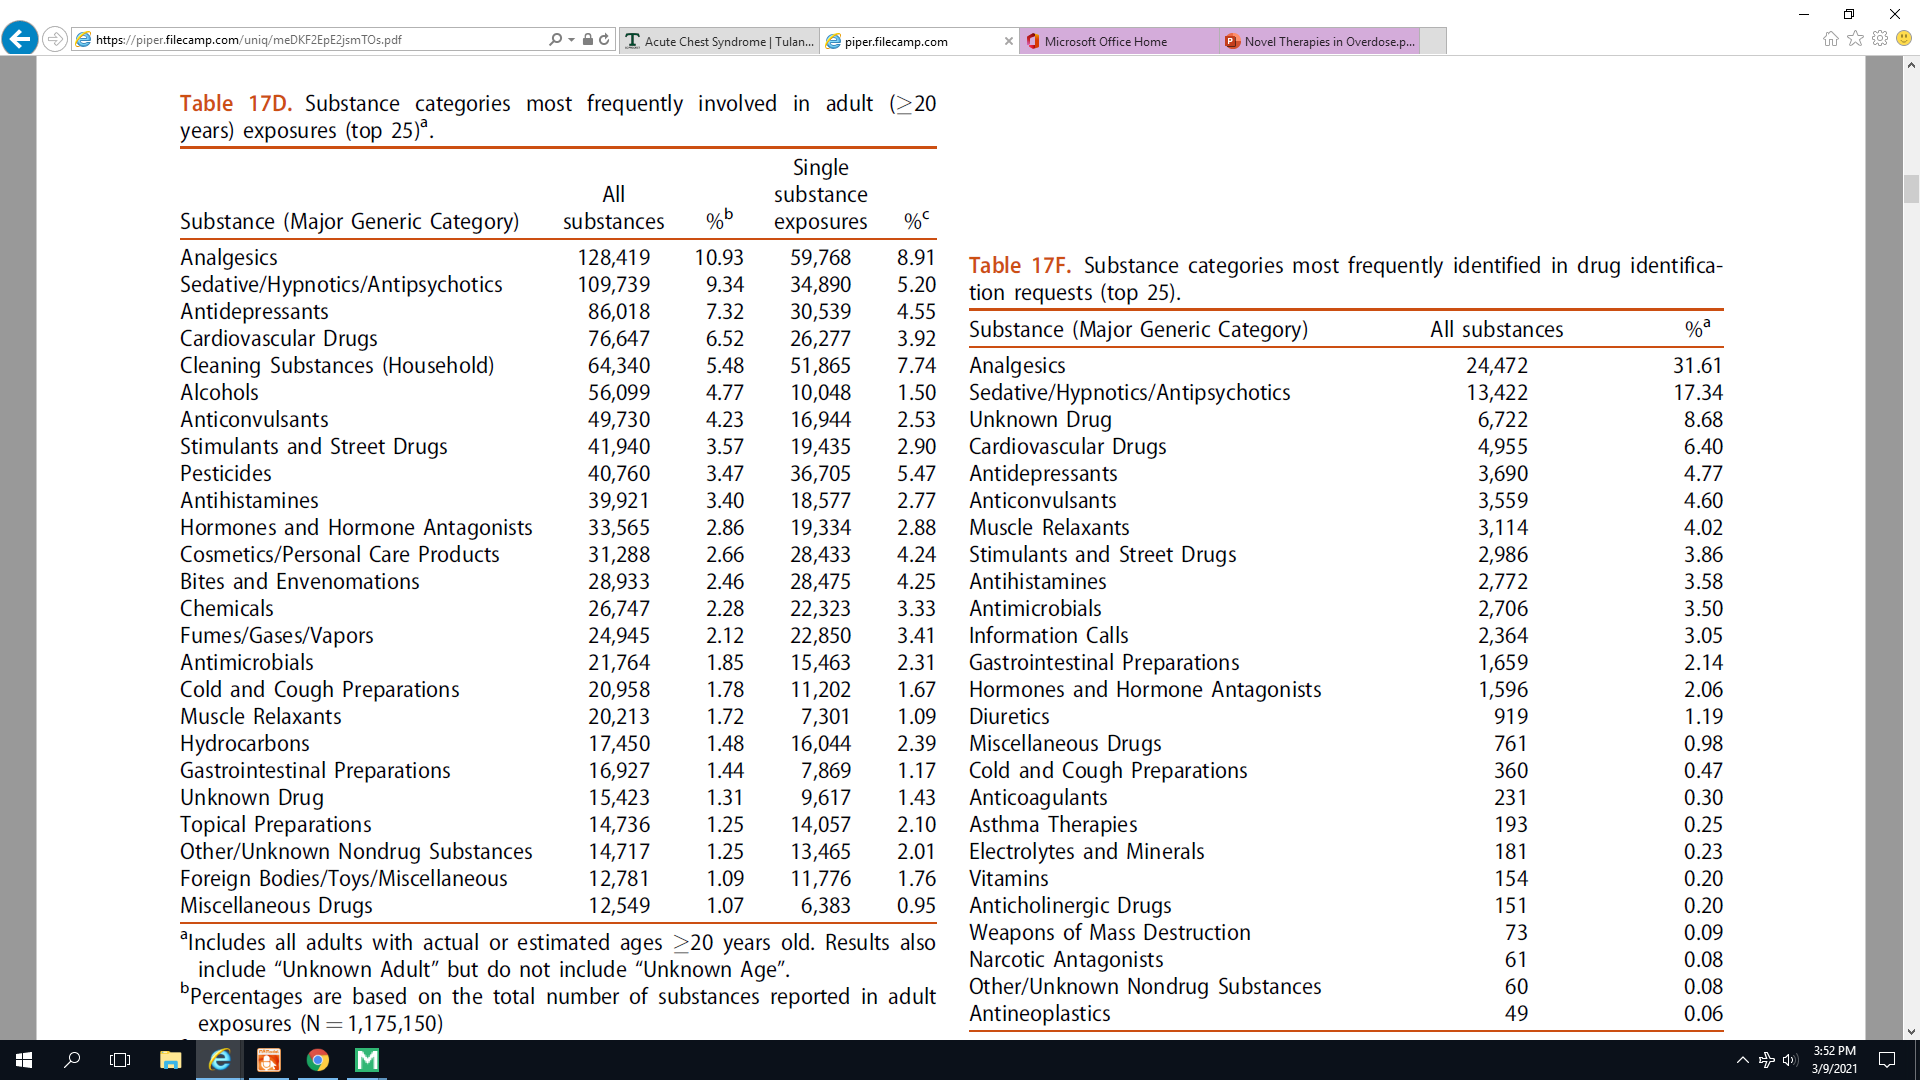 https://piper.filecamp.com/uniq/meDKF2EpE2jsmTOs.pdf
Acute Chest Syndrome | Tulan...
piper.filecamp.com
Microsoft Office Home
Novel Therapies in Overdose.p...
Table 17D. Substance categories most frequently involved in adult (≥20
years) exposures (top 25)a.
Substance (Major Generic Category) All substances %b Single substance exposures %c
Analgesics 128,419 10.93 59,768 8.91
Sedative/Hypnotics/Antipsychotics 109,739 9.34 34,890 5.20
Antidepressants 86,018 7.32 30,539 4.55
Cardiovascular Drugs 76,647 6.52 26,277 3.92
Cleaning Substances (Household) 64,340 5.48 51,865 7.74
Alcohols 56,099 4.77 10,048 1.50
Anticonvulsants 49,730 4.23 16,944 2.53
Stimulants and Street Drugs 41,940 3.57 19,435 2.90
Pesticides 40,760 3.47 36,705 5.47
Antihistamines 39,921 3.40 18,577 2.77
Hormones and Hormone Antagonists 33,565 2.86 19,334 2.88
Cosmetics/Personal Care Products 31,288 2.66 28,433 4.24
Bites and Envenomations 28,933 2.46 28,475 4.25
Chemicals 26,747 2.28 22,323 3.33
Fumes/Gases/Vapors 24,945 2.12 22,850 3.41
Antimicrobials 21,764 1.85 15,463 2.31
Cold and Cough Preparations 20,958 1.78 11,202 1.67
Muscle Relaxants 20,213 1.72 7,301 1.09
Hydrocarbons 17,450 1.48 16,044 2.39
Gastrointestinal Preparations 16,927 1.44 7,869 1.17
Unknown Drug 15,423 1.31 9,617 1.43
Topical Preparations 14,736 1.25 14,057 2.10
Other/Unknown Nondrug Substances 14,717 1.25 13,465 2.01
Foreign Bodies/Toys/Miscellaneous 12,781 1.09 11,776 1.76
Miscellaneous Drugs 12,549 1.07 6,383 0.95
aIncludes all adults with actual or estimated ages ≥20 years old. Results also
include “Unknown Adult” but do not include “Unknown Age”.
bPercentages are based on the total number of substances reported in adult
exposures (N = 1,175,150)
Table 17F. Substance categories most frequently identified in drug identifica-
tion requests (top 25).
Substance (Major Generic Category) All substances %a
Analgesics 24,472 31.61
Sedative/Hypnotics/Antipsychotics 13,422 17.34
Unknown Drug 6,722 8.68
Cardiovascular Drugs 4,955 6.40
Antidepressants 3,690 4.77
Anticonvulsants 3,559 4.60
Muscle Relaxants 3,114 4.02
Stimulants and Street Drugs 2,986 3.86
Antihistamines 2,772 3.58
Antimicrobials 2,706 3.50
Information Calls 2,364 3.05
Gastrointestinal Preparations 1,659 2.14
Hormones and Hormone Antagonists 1,596 2.06
Diuretics 919 1.19
Miscellaneous Drugs 761 0.98
Cold and Cough Preparations 360 0.47
Anticoagulants 231 0.30
Asthma Therapies 193 0.25
Electrolytes and Minerals 181 0.23
Vitamins 154 0.20
Anticholinergic Drugs 151 0.20
Weapons of Mass Destruction 73 0.09
Narcotic Antagonists 61 0.08
Other/Unknown Nondrug Substances 60 0.08
Antineoplastics 49 0.06
3:52 PM
3/9/2021